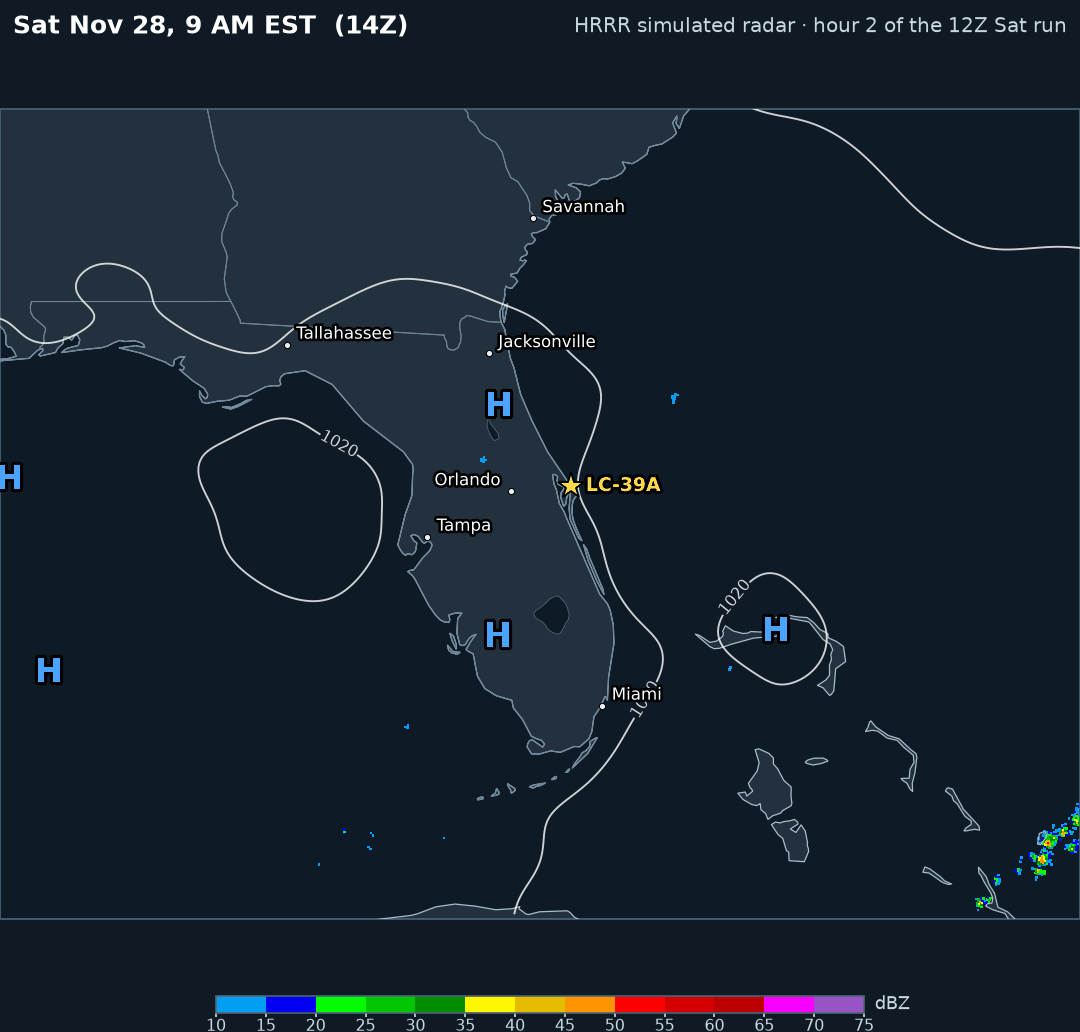 Sat Nov 28, 9 AM EST (14Z)
HRRR simulated radar · hour 2 of the 12Z Sat run
Savannah
Tallahassee
Jacksonville
H
1020
H
Orlando
LC-39A
Tampa
1020
H
H
H
Miami
dBZ
10 15 20 25 30 35 40 45 50 55 60 65 70 75